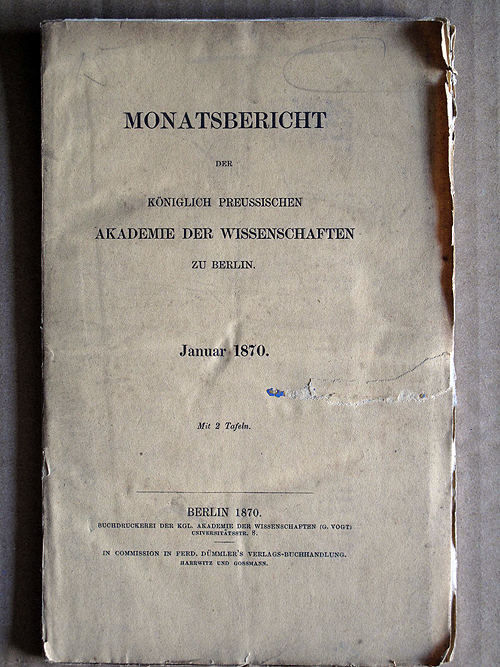 MONATSBERICHT
DER
KÖNIGLICH PREUSSISCHEN
AKADEMIE DER WISSENSCHAFTEN
ZU BERLIN.
Januar 1870.
Mit 2 Tafeln.
BERLIN 1870.
BUCHDRUCKEREI DER KGL. AKADEMIE DER WISSENSCHAFTEN (G. VOGT)
UNIVERSITÄTSSTR. 8.
IN COMMISSION IN FERD. DÜMMLER'S VERLAGS-BUCHHANDLUNG.
HARRWITZ UND GOSSMANN.